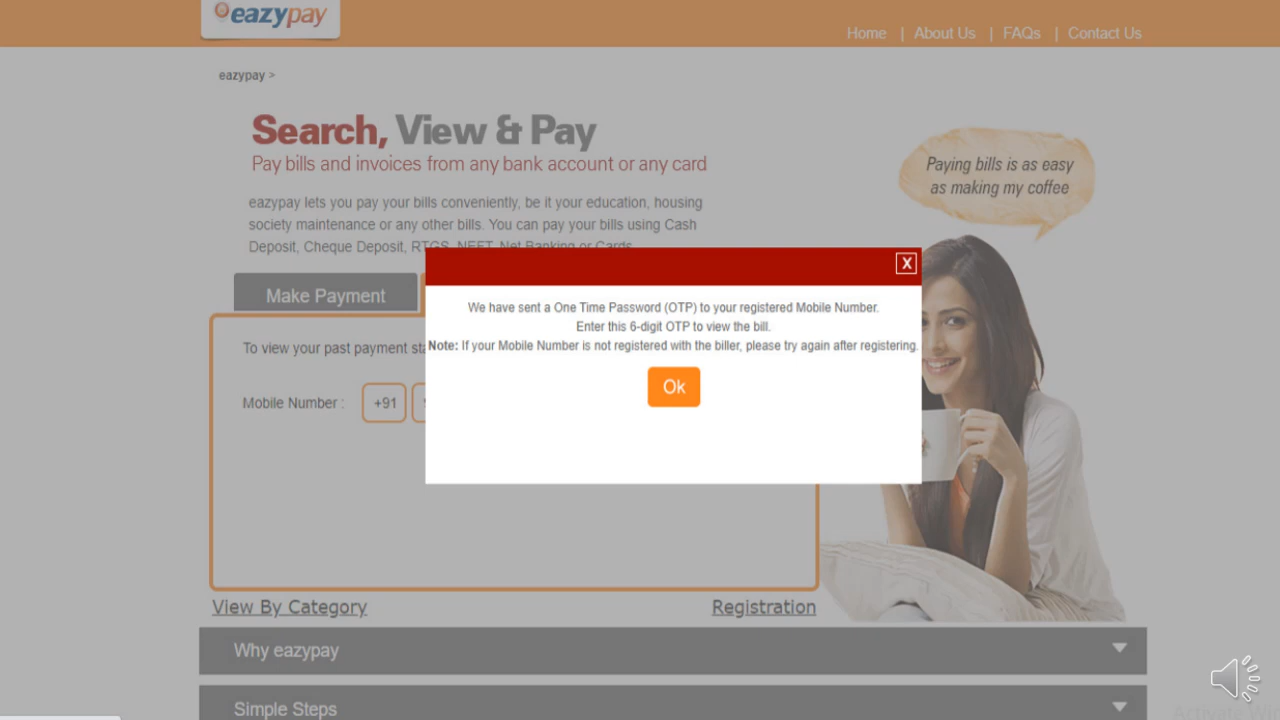 eazypay
Home | About Us | FAQs | Contact Us
eazypay >
Search, View & Pay
Pay bills and invoices from any bank account or any card
Paying bills is as easy
as making my coffee
eazypay lets you pay your bills conveniently, be it your education, housing
society maintenance or any other bills. You can pay your bills using Cash
Deposit, Cheque Deposit, RTGS, NEFT, Net Banking or Cards
X
Make Payment
We have sent a One Time Password (OTP) to your registered Mobile Number.
Enter this 6-digit OTP to view the bill.
Note: If your Mobile Number is not registered with the biller, please try again after registering.
To view your past payment
Ok
Mobile Number : +91
View By Category
Registration
Why eazypay
Simple Steps